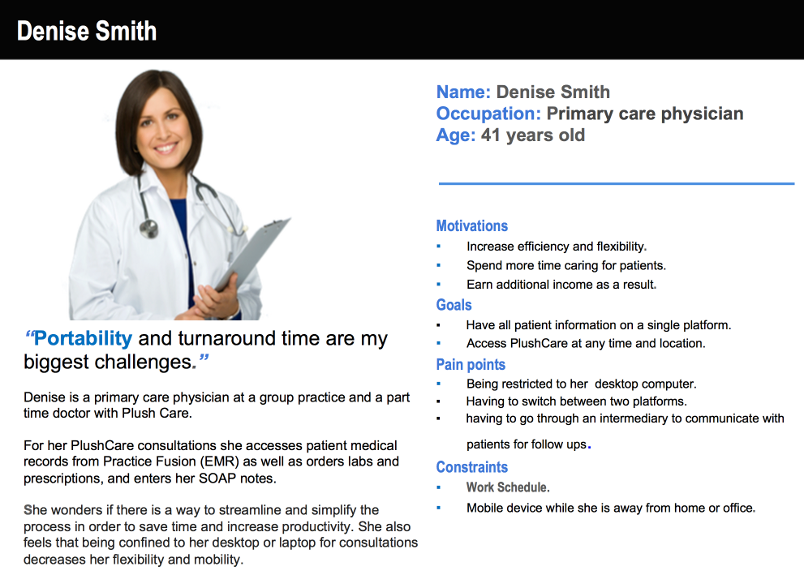 Denise Smith
Name: Denise Smith
Occupation: Primary care physician
Age: 41 years old
“Portability and turnaround time are my
biggest challenges.”
Denise is a primary care physician at a group practice and a part
time doctor with Plush Care.
For her PlushCare consultations she accesses patient medical
records from Practice Fusion (EMR) as well as orders labs and
prescriptions, and enters her SOAP notes.
She wonders if there is a way to streamline and simplify the
process in order to save time and increase productivity. She also
feels that being confined to her desktop or laptop for consultations
decreases her flexibility and mobility.
Motivations
▪ Increase efficiency and flexibility.
▪ Spend more time caring for patients.
▪ Earn additional income as a result.
Goals
▪ Have all patient information on a single platform.
▪ Access PlushCare at any time and location.
Pain points
▪ Being restricted to her desktop computer.
▪ Having to switch between two platforms.
▪ having to go through an intermediary to communicate with
patients for follow ups.
Constraints
▪ Work Schedule.
▪ Mobile device while she is away from home or office.